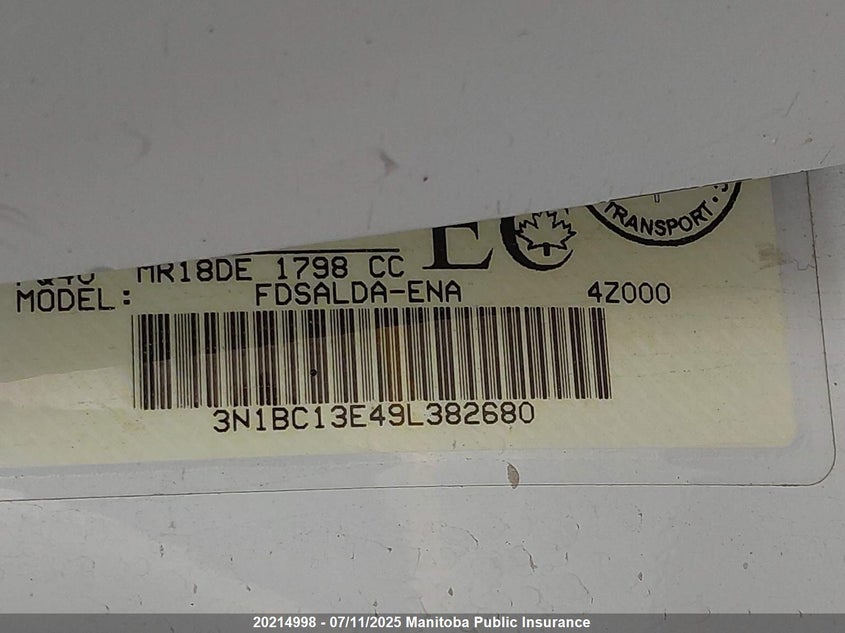 TRANSPORT
MR18DE 1798 CC
MODEL: FDSALDA-ENA 4Z000
3N1BC13E49L382680
20214998 - 07/11/2025 Manitoba Public Insurance